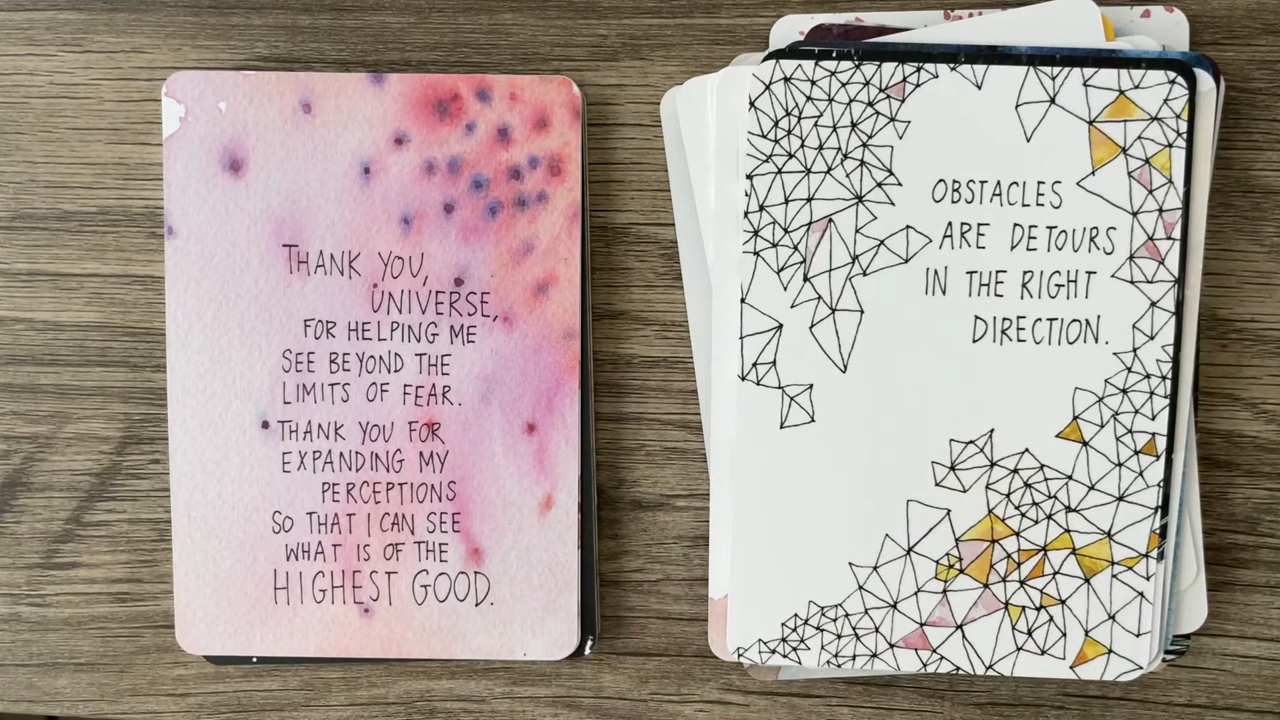 THANK YOU,
UNIVERSE,
FOR HELPING ME
SEE BEYOND THE
LIMITS OF FEAR.
THANK YOU FOR
EXPANDING MY
PERCEPTIONS
SO THAT I CAN SEE
WHAT IS OF THE
HIGHEST GOOD.
OBSTACLES
ARE DETOURS
IN THE RIGHT
DIRECTION.